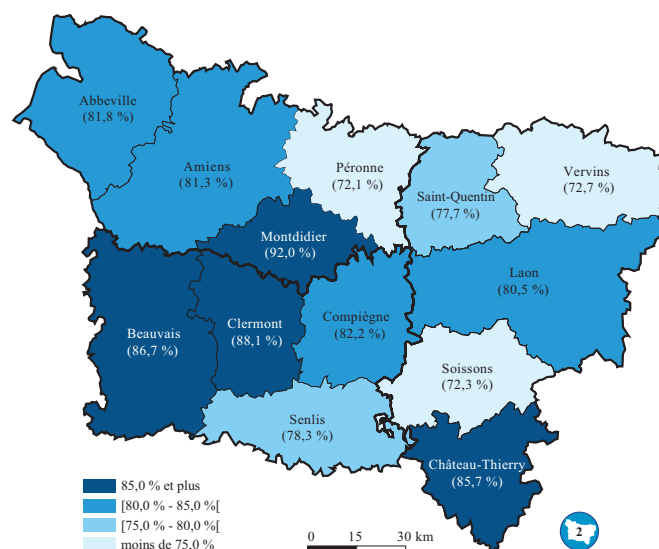 Abbeville
(81,8 %)
Amiens
(81,3 %)
Péronne
(72,1 %)
Saint-Quentin
(77,7 %)
Vervins
(72,7 %)
Montdidier
(92,0 %)
Laon
(80,5 %)
Beauvais
(86,7 %)
Clermont
(88,1 %)
Compiègne
(82,2 %)
Soissons
(72,3 %)
Senlis
(78,3 %)
Château-Thierry
(85,7 %)
85,0 % et plus
[80,0 % - 85,0 %[
[75,0 % - 80,0 %[
moins de 75,0 %
0 15 30 km
2